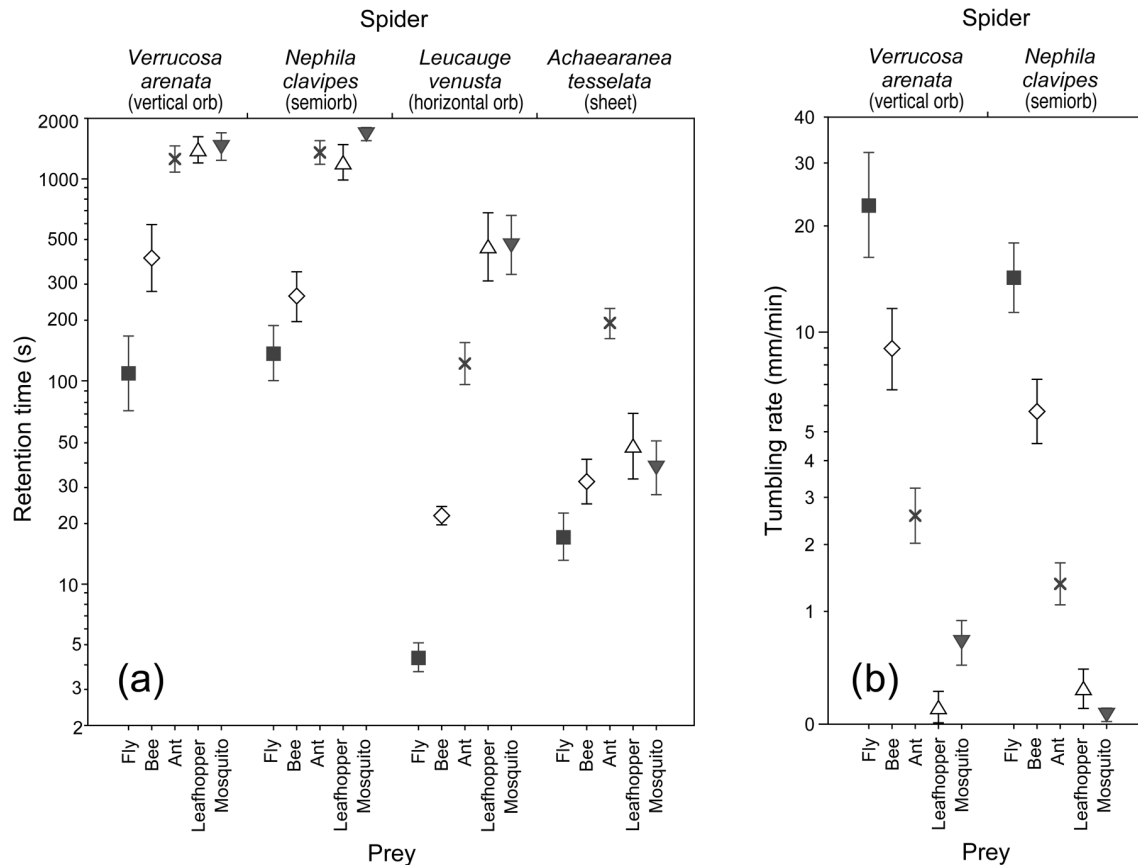 Spider
Verrucosa arenata (vertical orb)
Nephila clavipes (semiorb)
Leucauge venusta (horizontal orb)
Achaearanea tesselata (sheet)
Retention time (s)
2000
1000
500
300
200
100
50
30
20
10
5
3
2
(a)
Fly
Bee
Ant
Leafhopper
Mosquito
Fly
Bee
Ant
Leafhopper
Mosquito
Fly
Bee
Ant
Leafhopper
Mosquito
Fly
Bee
Ant
Leafhopper
Mosquito
Prey
Spider
Verrucosa arenata (vertical orb)
Nephila clavipes (semiorb)
Tumbling rate (mm/min)
40
30
20
10
5
4
3
2
1
0
(b)
Fly
Bee
Ant
Leafhopper
Mosquito
Fly
Bee
Ant
Leafhopper
Mosquito
Prey